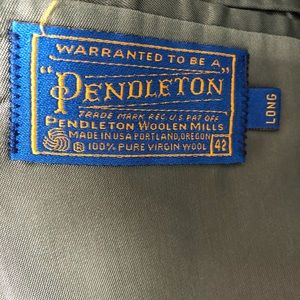 WARRANTED TO BE A
"PENDLETON
TRADE MARK REG. U.S. PAT. OFF.
PENDLETON WOOLEN MILLS
MADE IN USA PORTLAND, OREGON
100% PURE VIRGIN WOOL 42
LONG